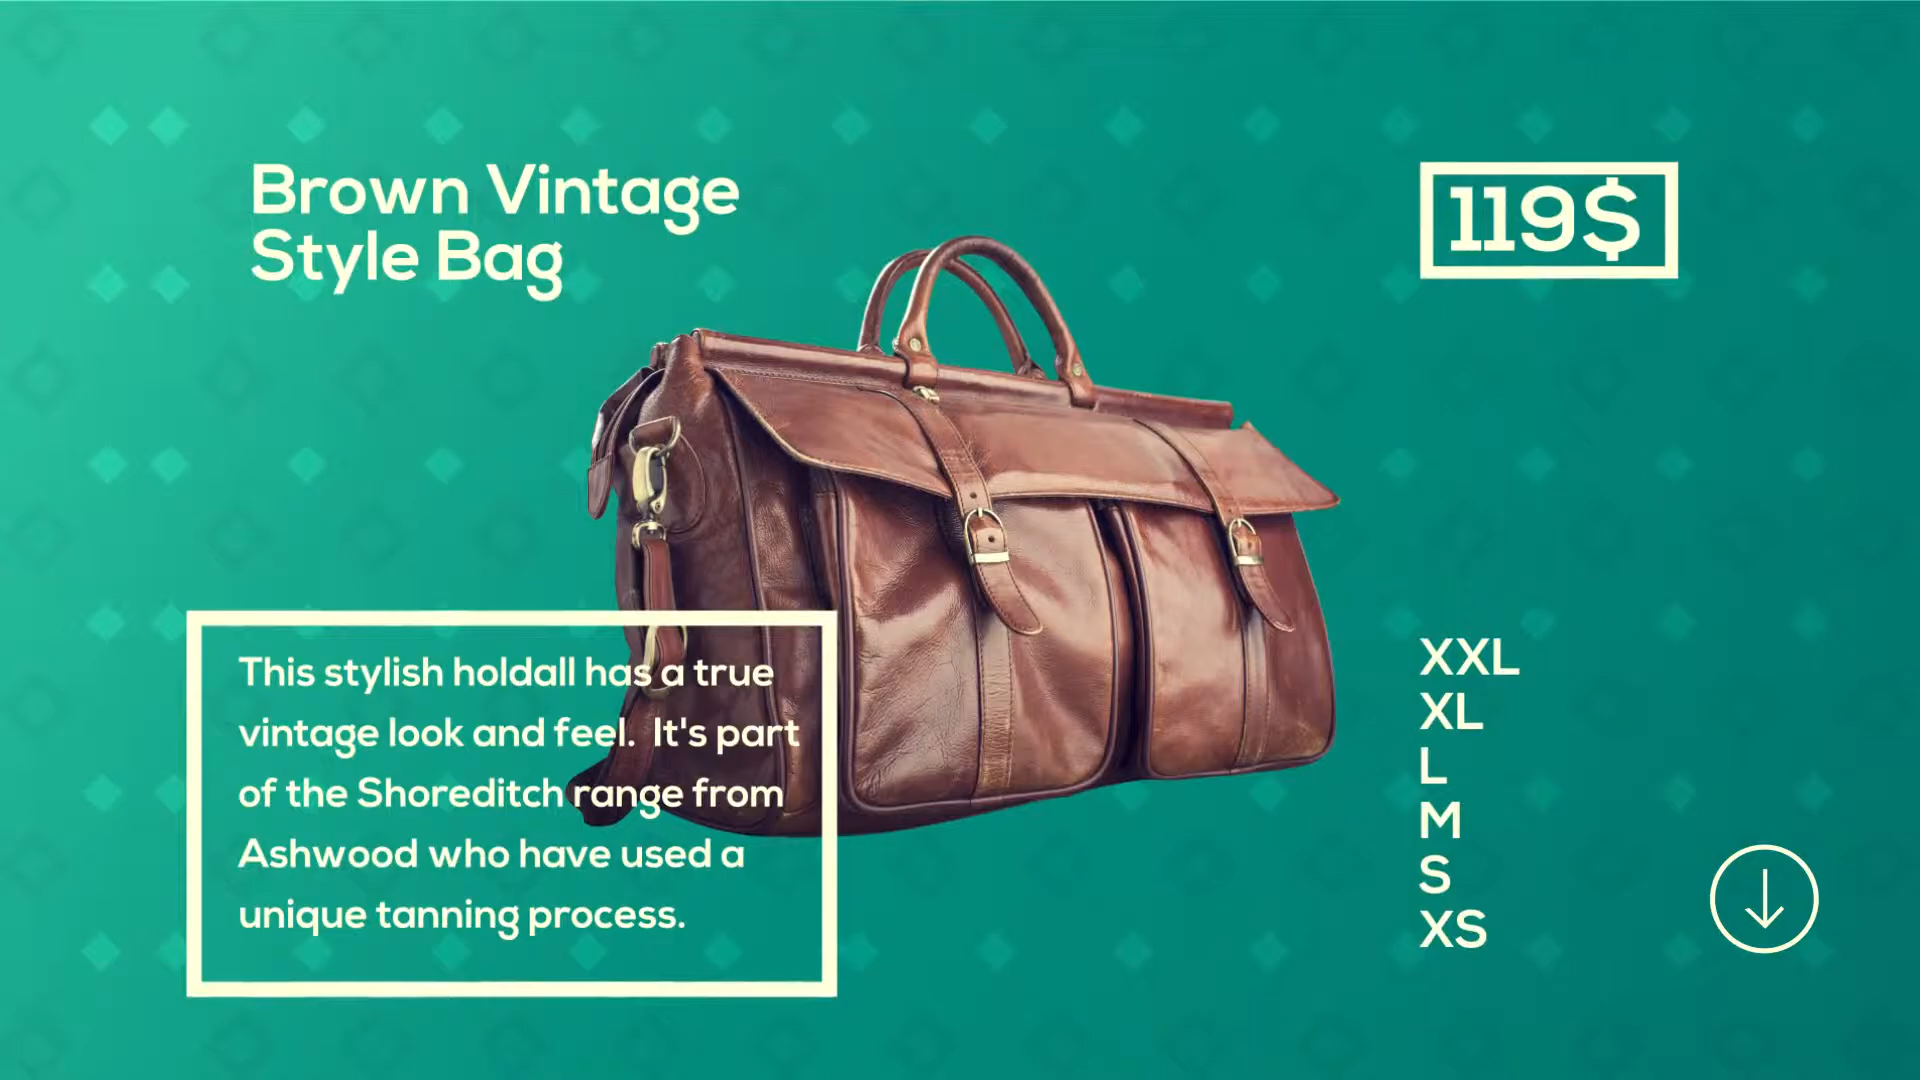 Brown Vintage
Style Bag
119$
This stylish holdall has a true
vintage look and feel.  It's part
of the Shoreditch range from
Ashwood who have used a
unique tanning process.
XXL
XL
L
M
S
XS